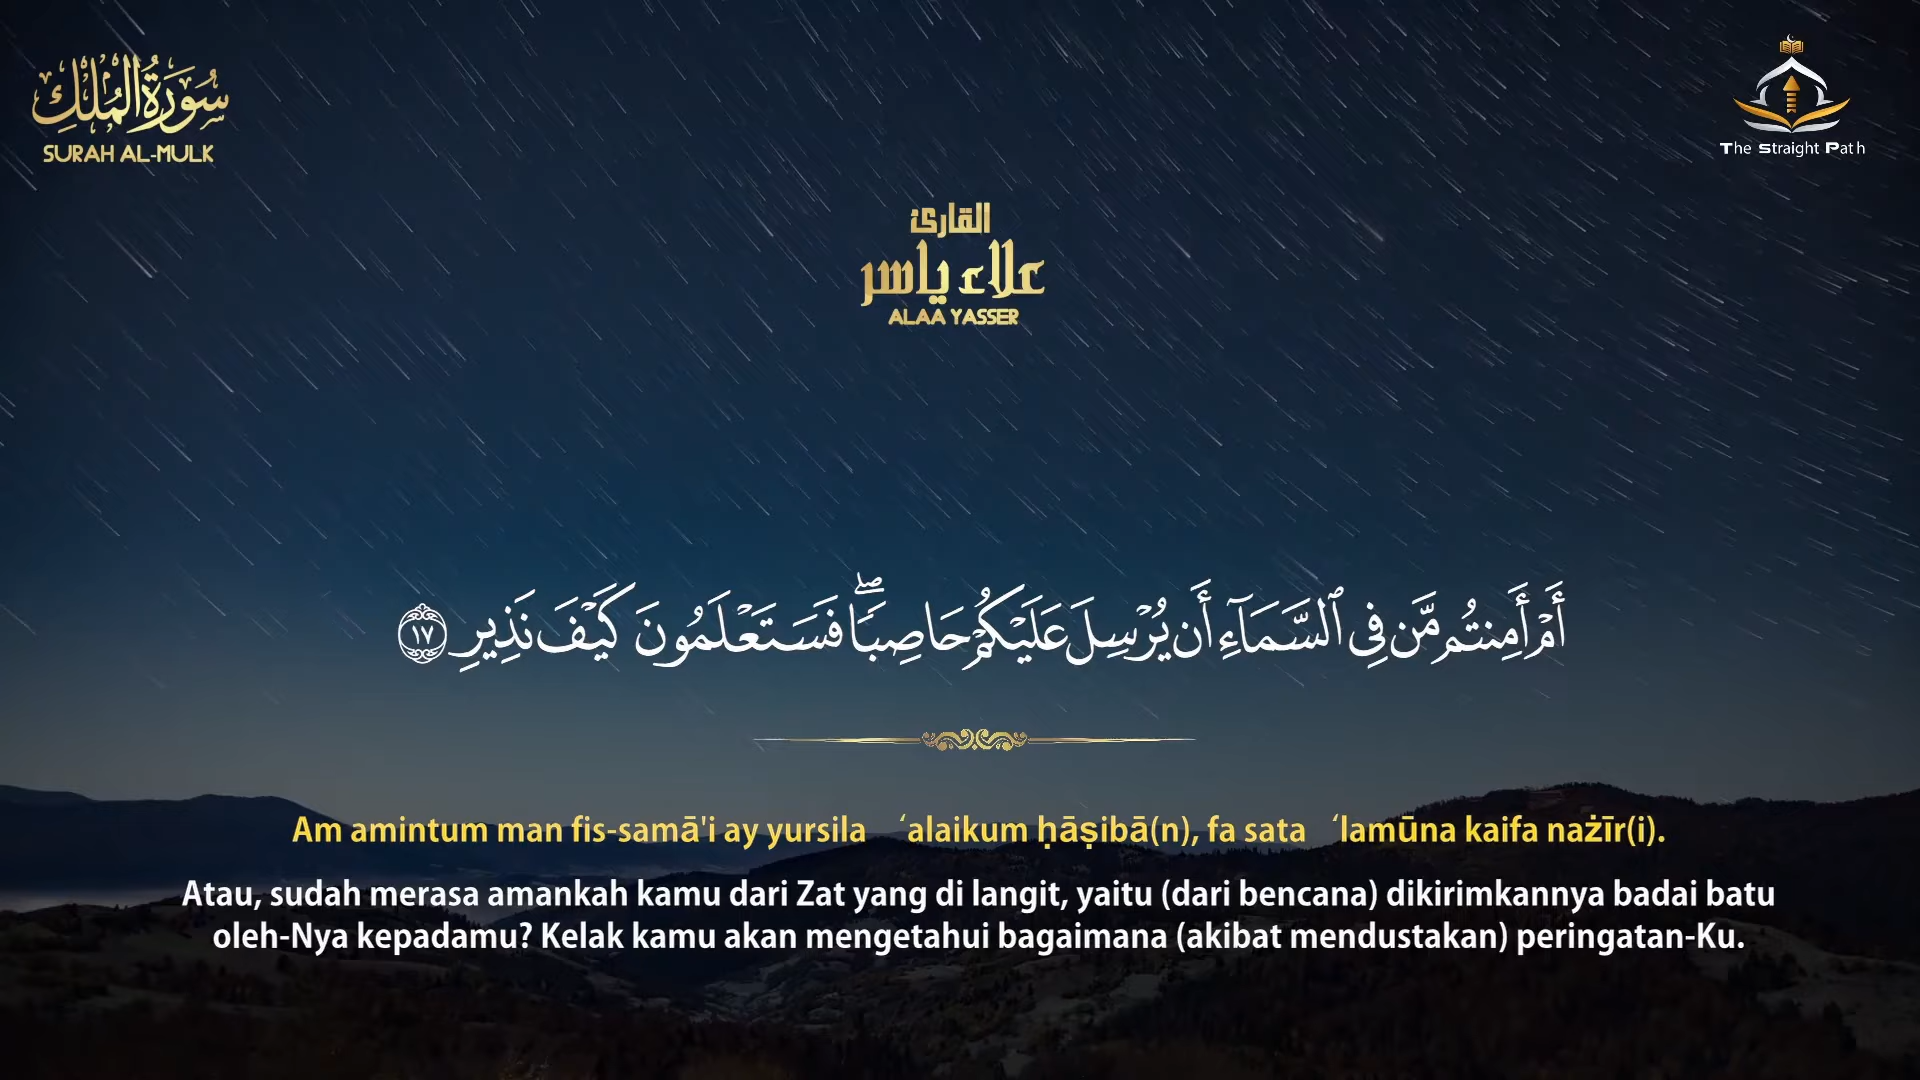 سُورَةُ الْمُلْكِ
SURAH AL-MULK
The Straight Path
القارئ
علاء ياسر
ALAA YASSER
أَمْ أَمِنتُم مَّن فِى ٱلسَّمَآءِ أَن يُرْسِلَ عَلَيْكُمْ حَاصِبًا ۖ فَسَتَعْلَمُونَ كَيْفَ نَذِيرِ ١٧
Am amintum man fis-samā'i ay yursila ‘alaikum ḥāṣibā(n), fa sata ‘lamūna kaifa nażīr(i).
Atau, sudah merasa amankah kamu dari Zat yang di langit, yaitu (dari bencana) dikirimkannya badai batu
oleh-Nya kepadamu? Kelak kamu akan mengetahui bagaimana (akibat mendustakan) peringatan-Ku.